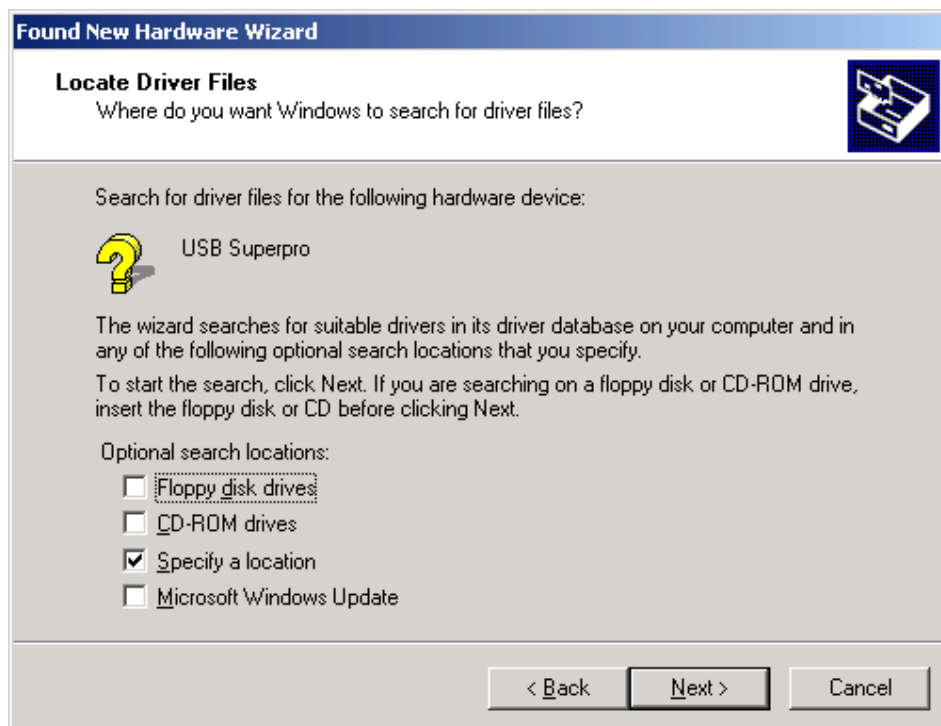 Found New Hardware Wizard
Locate Driver Files
Where do you want Windows to search for driver files?
Search for driver files for the following hardware device:
USB Superpro
The wizard searches for suitable drivers in its driver database on your computer and in
any of the following optional search locations that you specify.
To start the search, click Next. If you are searching on a floppy disk or CD-ROM drive,
insert the floppy disk or CD before clicking Next.
Optional search locations:
Floppy disk drives
CD-ROM drives
Specify a location
Microsoft Windows Update
< Back
Next >
Cancel